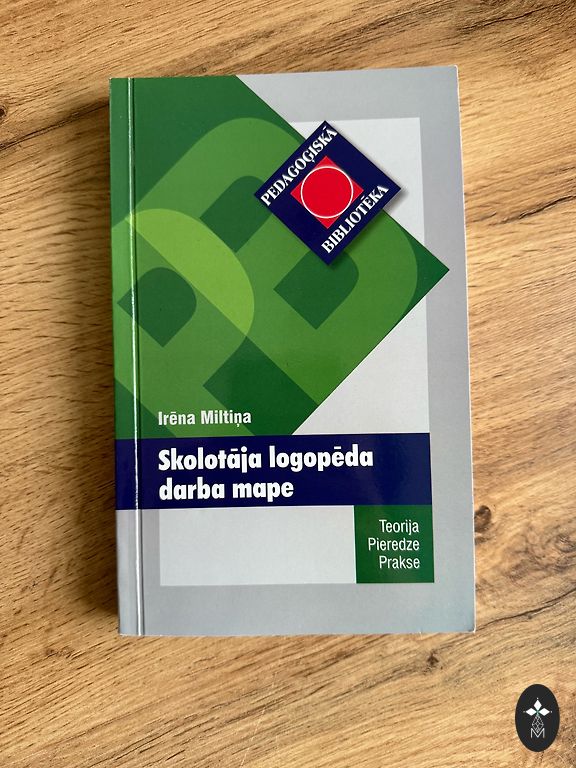 PEDAGOĢISKĀ
BIBLIOTĒKA
Irēna Miltiņa
Skolotāja logopēda
darba mape
Teorija
Pieredze
Prakse
M